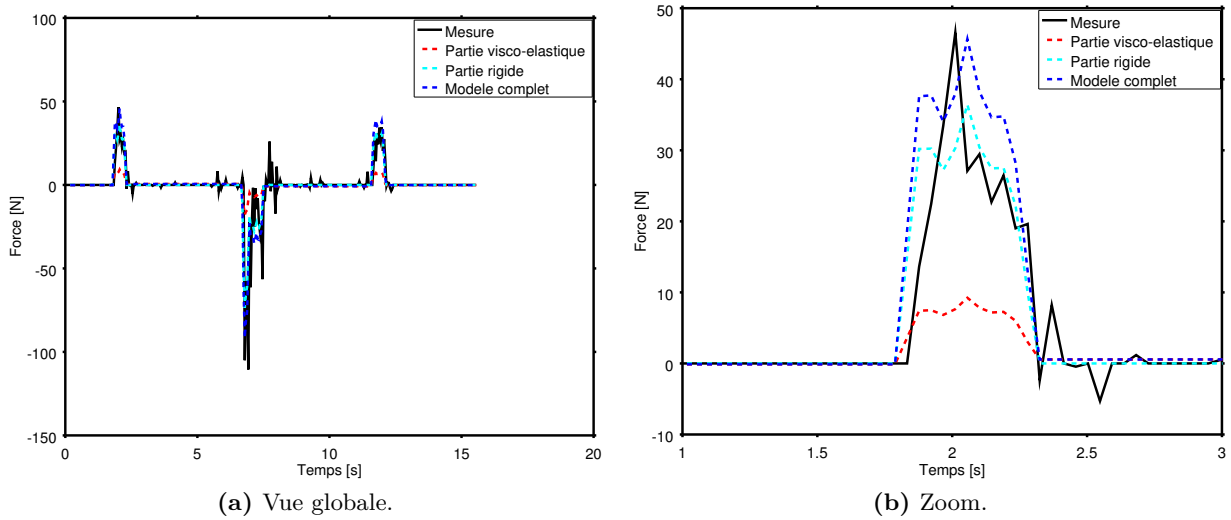 100
50
0
-50
-100
-150
Force [N]
0
5
10
15
20
Temps [s]
Mesure
Partie visco-elastique
Partie rigide
Modele complet
(a) Vue globale.
50
40
30
20
10
0
-10
Force [N]
1
1.5
2
2.5
3
Temps [s]
Mesure
Partie visco-elastique
Partie rigide
Modele complet
(b) Zoom.